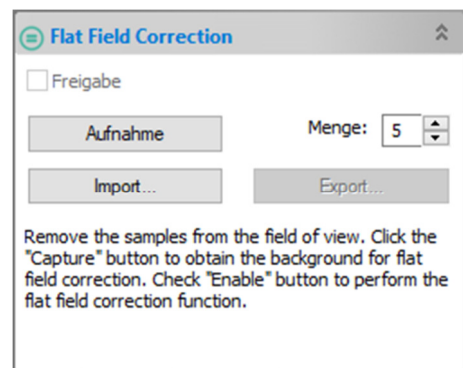 Flat Field Correction
Freigabe
Aufnahme
Menge: 5
Import...
Export...
Remove the samples from the field of view. Click the
"Capture" button to obtain the background for flat
field correction. Check "Enable" button to perform the
flat field correction function.